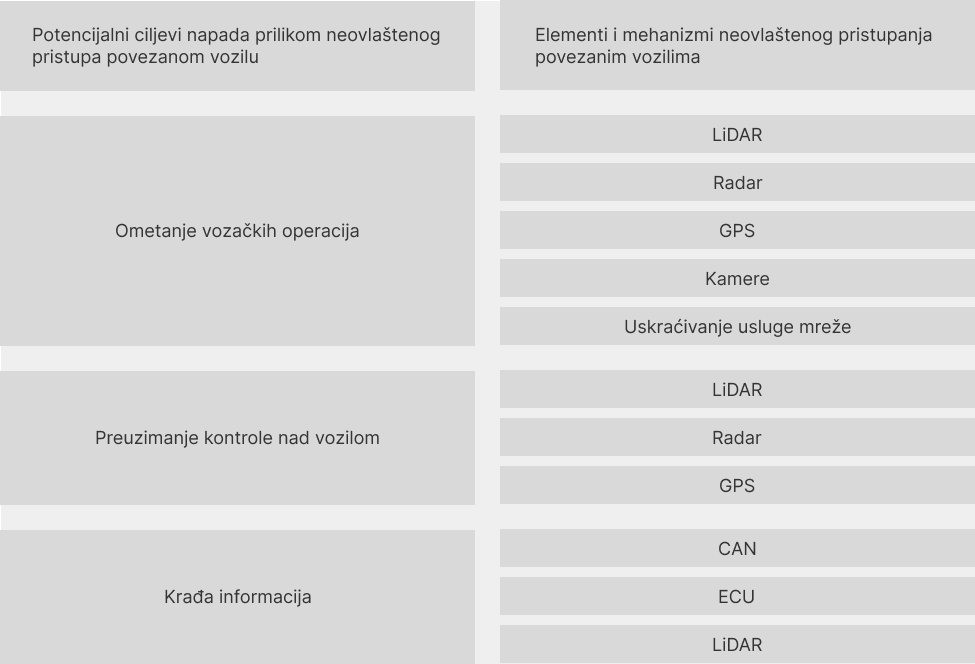 Potencijalni ciljevi napada prilikom neovlaštenog
pristupa povezanom vozilu
Elementi i mehanizmi neovlaštenog pristupanja
povezanim vozilima
Ometanje vozačkih operacija
LiDAR
Radar
GPS
Kamere
Uskraćivanje usluge mreže
Preuzimanje kontrole nad vozilom
LiDAR
Radar
GPS
Krađa informacija
CAN
ECU
LiDAR